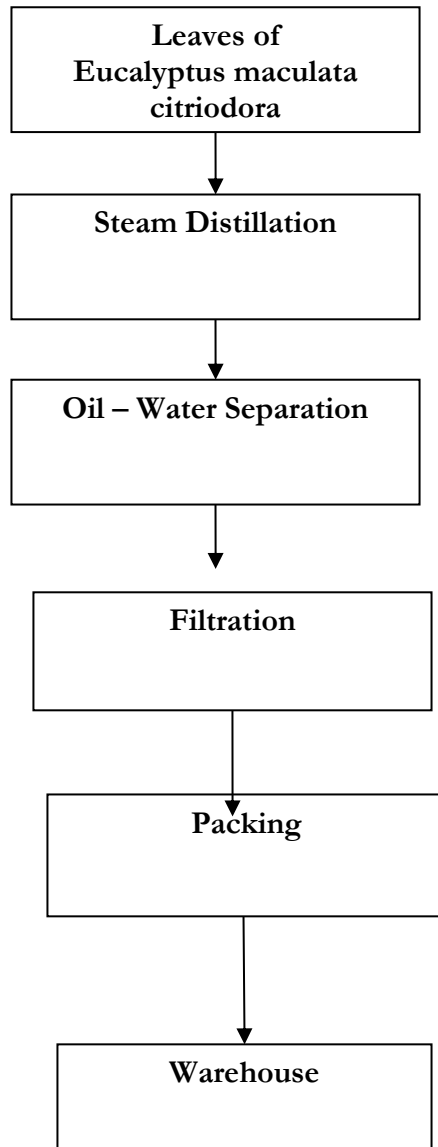 Leaves of
Eucalyptus maculata
citriodora
Steam Distillation
Oil – Water Separation
Filtration
Packing
Warehouse